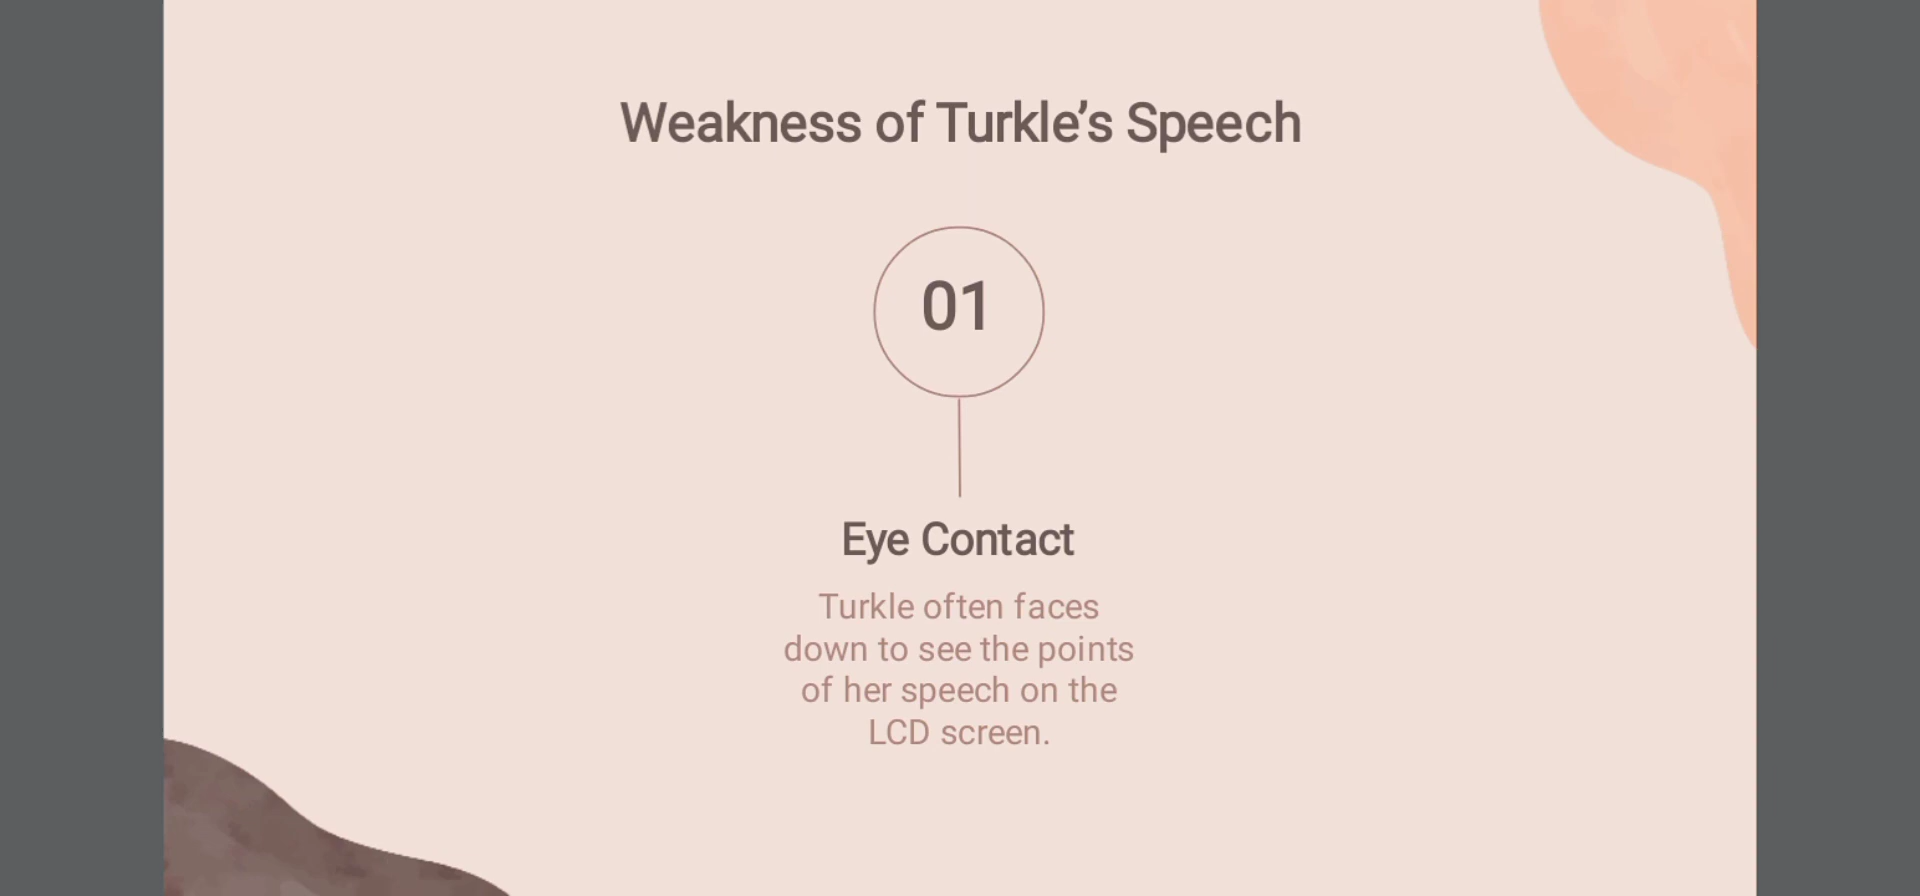 Weakness of Turkle’s Speech
01
Eye Contact
Turkle often faces
down to see the points
of her speech on the
LCD screen.